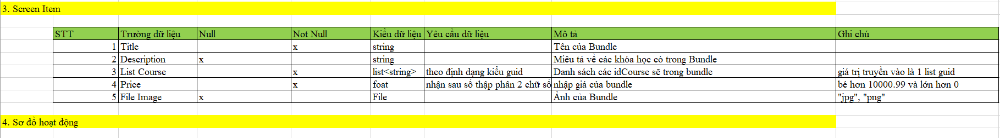 3. Screen Item
STT Trường dữ liệu Null Not Null Kiểu dữ liệu Yêu cầu dữ liệu Mô tả Ghi chú
1 Title x string Tên của Bundle
2 Description x string Miêu tả về các khóa học có trong Bundle
3 List Course x list<string> theo định dạng kiểu guid Danh sách các idCourse sẽ trong bundle giá trị truyền vào là 1 list guid
4 Price x foat nhận sau số thập phân 2 chữ số nhập giá của bundle bé hơn 10000.99 và lớn hơn 0
5 File Image x File Ảnh của Bundle "jpg", "png"
4. Sơ đồ hoạt động